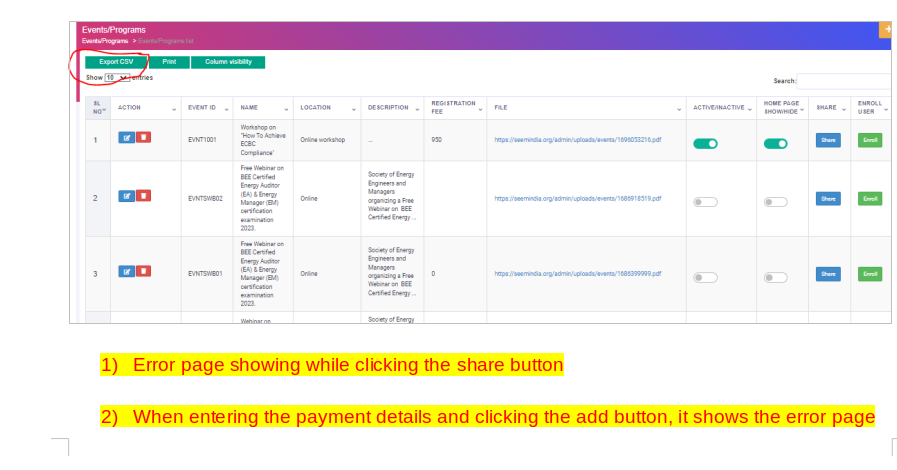 Events/Programs
Events/Programs > Events/Programs list
Export CSV Print Column visibility
Show 10 entries
Search:
SL NO ACTION EVENT ID NAME LOCATION DESCRIPTION REGISTRATION FEE FILE ACTIVE/INACTIVE HOME PAGE SHOW/HIDE SHARE ENROLL USER
1 EVNT1001 Workshop on "How To Achieve ECBC Compliance" Online workshop ... 950 https://seemindia.org/admin/uploads/events/1696053216.pdf Share Enroll
2 EVNTSWB02 Free Webinar on BEE Certified Energy Auditor (EA) & Energy Manager (EM) certification examination 2023. Online Society of Energy Engineers and Managers organizing a Free Webinar on BEE Certified Energy ... https://seemindia.org/admin/uploads/events/1686918519.pdf Share Enroll
3 EVNTSWB01 Free Webinar on BEE Certified Energy Auditor (EA) & Energy Manager (EM) certification examination 2023. Online Society of Energy Engineers and Managers organizing a Free Webinar on BEE Certified Energy ... 0 https://seemindia.org/admin/uploads/events/1686399999.pdf Share Enroll
Webinar on Society of Energy
1) Error page showing while clicking the share button
2) When entering the payment details and clicking the add button, it shows the error page